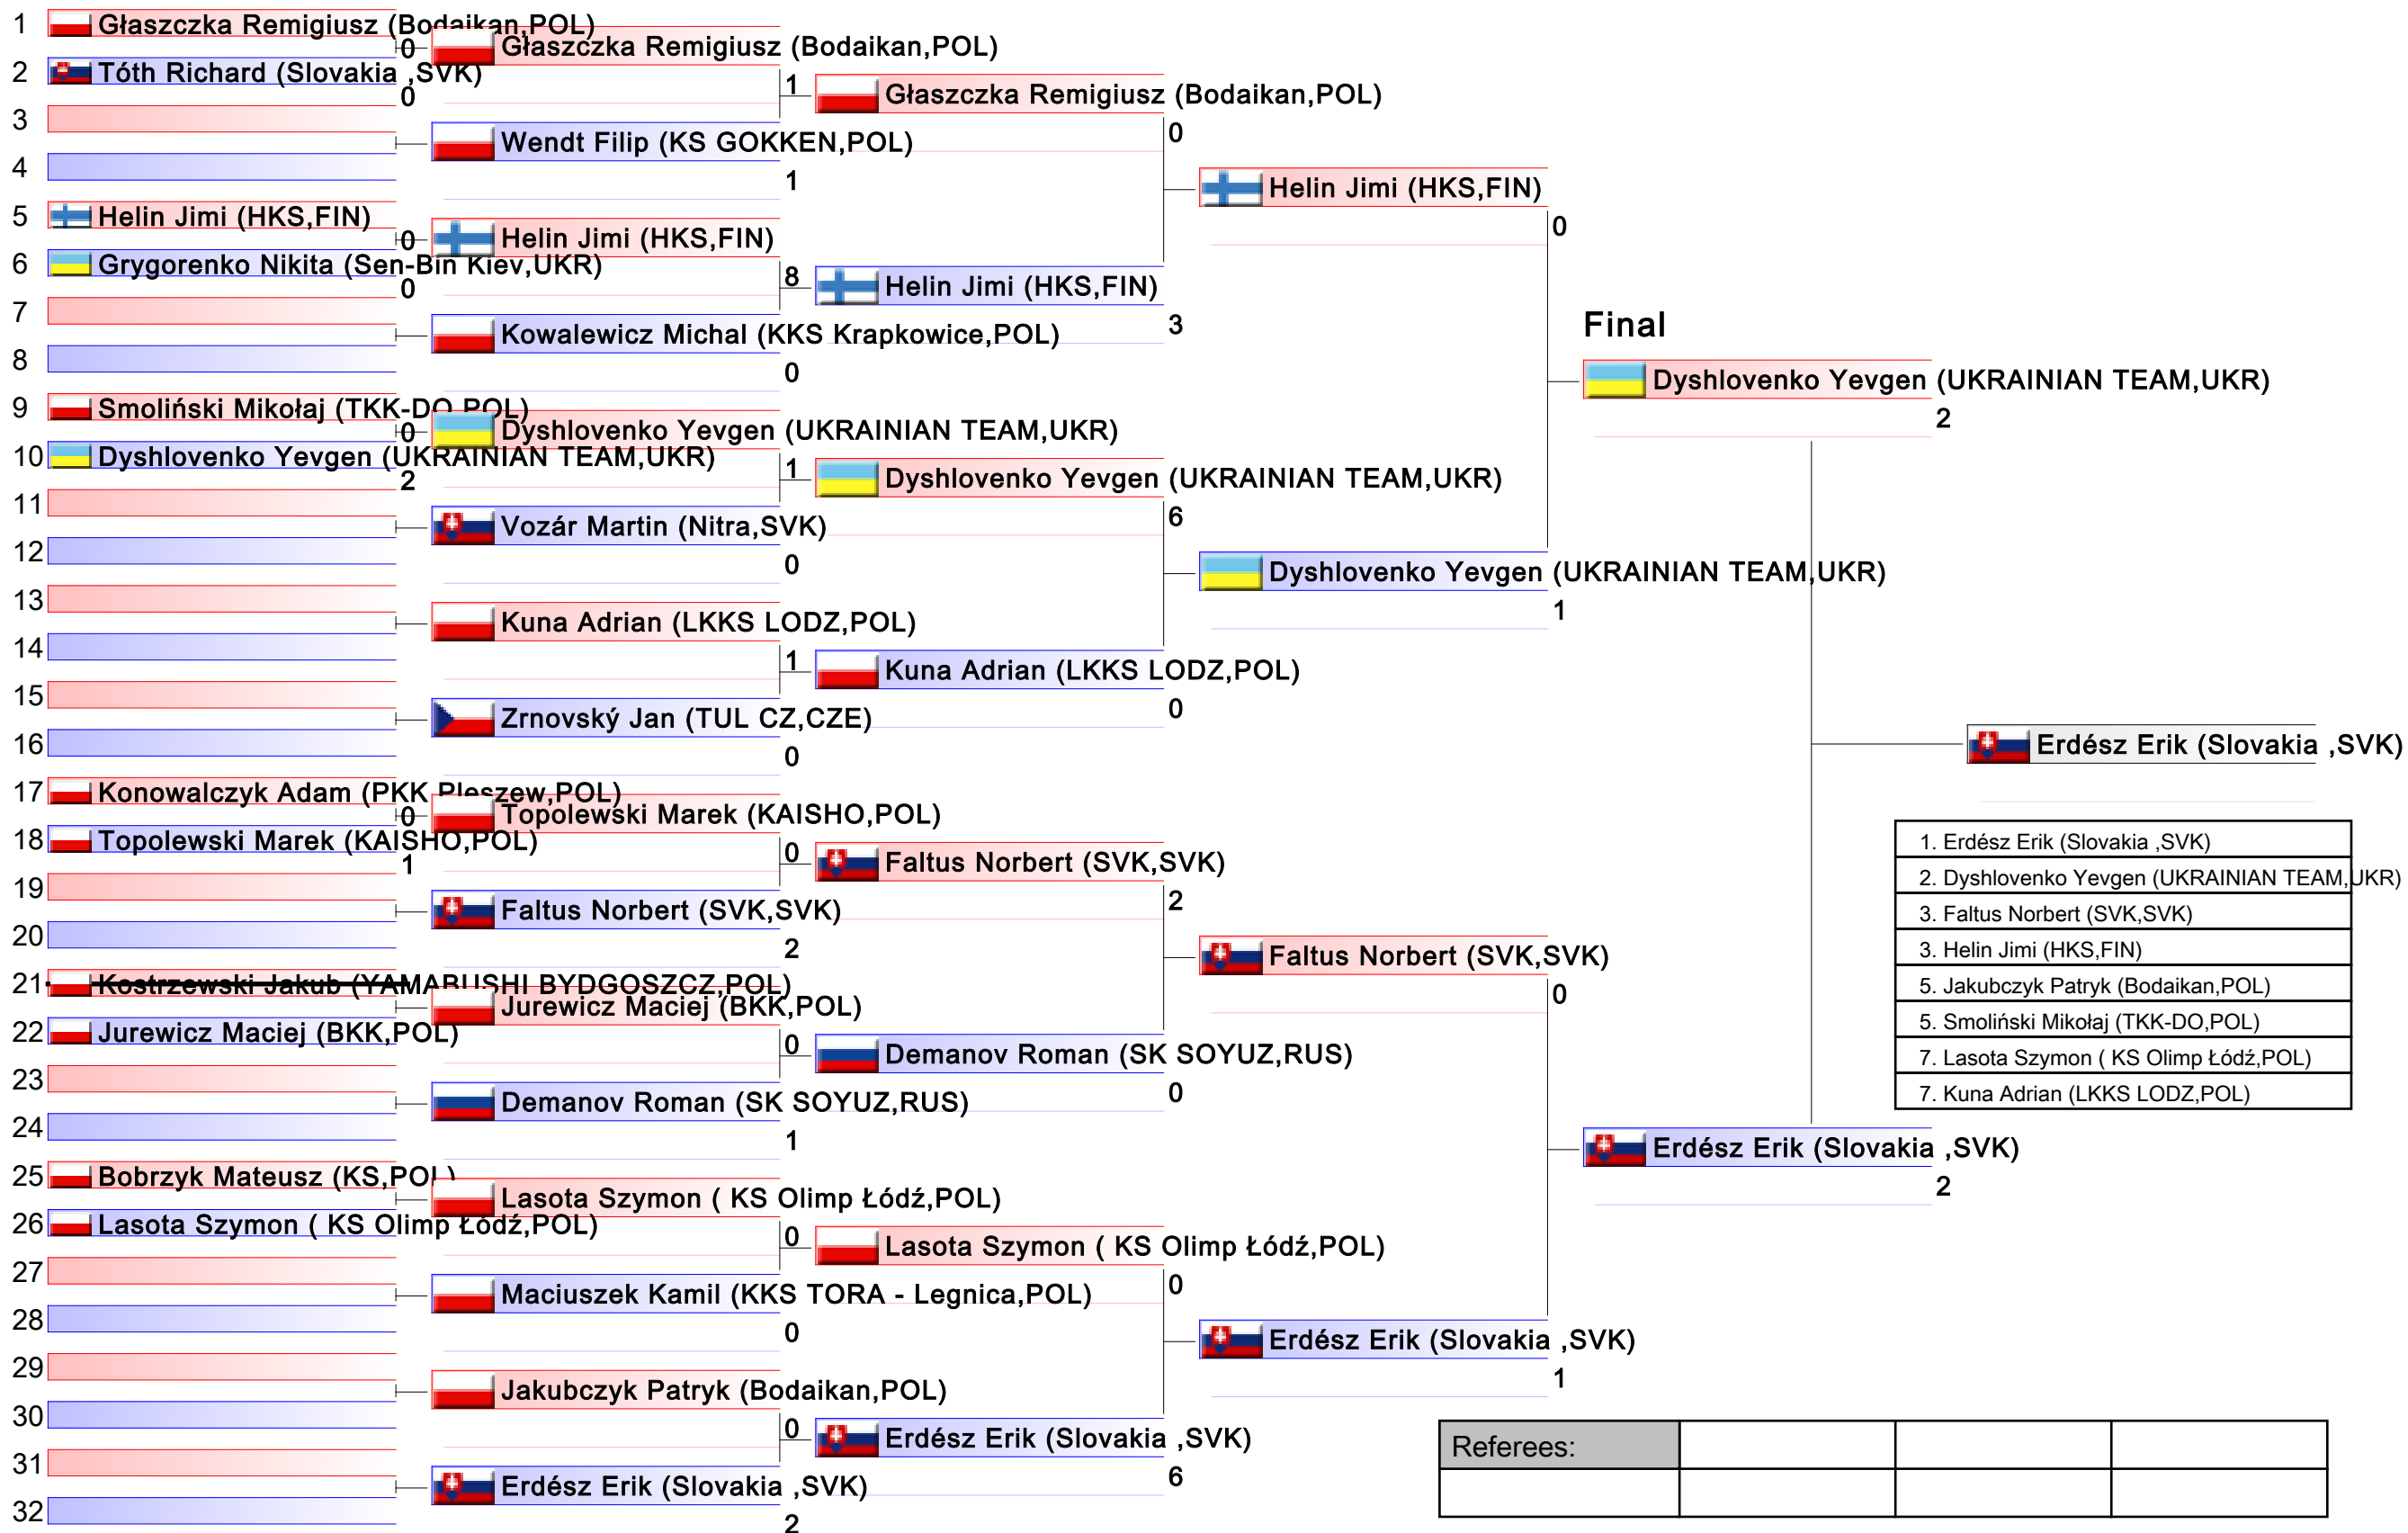 1 Głaszczka Remigiusz (Bodaikan,POL)
0
2 Tóth Richard (Slovakia ,SVK)
0
3
4
5 Helin Jimi (HKS,FIN)
0
6 Grygorenko Nikita (Sen-Bin Kiev,UKR)
0
7
8
9 Smoliński Mikołaj (TKK-DO,POL)
0
10 Dyshlovenko Yevgen (UKRAINIAN TEAM,UKR)
2
11
12
13
14
15
16
17 Konowalczyk Adam (PKK Pleszew,POL)
0
18 Topolewski Marek (KAISHO,POL)
1
19
20
21 Kostrzewski Jakub (YAMABUSHI BYDGOSZCZ,POL)
22 Jurewicz Maciej (BKK,POL)
23
24
25 Bobrzyk Mateusz (KS,POL)
26 Lasota Szymon ( KS Olimp Łódź,POL)
27
28
29
30
31
32
Głaszczka Remigiusz (Bodaikan,POL)
1
Wendt Filip (KS GOKKEN,POL)
1
Helin Jimi (HKS,FIN)
8
Kowalewicz Michal (KKS Krapkowice,POL)
0
Dyshlovenko Yevgen (UKRAINIAN TEAM,UKR)
1
Vozár Martin (Nitra,SVK)
0
Kuna Adrian (LKKS LODZ,POL)
1
Zrnovský Jan (TUL CZ,CZE)
0
Topolewski Marek (KAISHO,POL)
0
Faltus Norbert (SVK,SVK)
2
Jurewicz Maciej (BKK,POL)
0
Demanov Roman (SK SOYUZ,RUS)
1
Lasota Szymon ( KS Olimp Łódź,POL)
0
Maciuszek Kamil (KKS TORA - Legnica,POL)
0
Jakubczyk Patryk (Bodaikan,POL)
0
Erdész Erik (Slovakia ,SVK)
2
Głaszczka Remigiusz (Bodaikan,POL)
0
Helin Jimi (HKS,FIN)
3
Dyshlovenko Yevgen (UKRAINIAN TEAM,UKR)
6
Kuna Adrian (LKKS LODZ,POL)
0
Faltus Norbert (SVK,SVK)
2
Demanov Roman (SK SOYUZ,RUS)
0
Lasota Szymon ( KS Olimp Łódź,POL)
0
Erdész Erik (Slovakia ,SVK)
6
Helin Jimi (HKS,FIN)
0
Dyshlovenko Yevgen (UKRAINIAN TEAM,UKR)
1
Faltus Norbert (SVK,SVK)
0
Erdész Erik (Slovakia ,SVK)
1
Final
Dyshlovenko Yevgen (UKRAINIAN TEAM,UKR)
2
Erdész Erik (Slovakia ,SVK)
2
Erdész Erik (Slovakia ,SVK)
1. Erdész Erik (Slovakia ,SVK)
2. Dyshlovenko Yevgen (UKRAINIAN TEAM,UKR)
3. Faltus Norbert (SVK,SVK)
3. Helin Jimi (HKS,FIN)
5. Jakubczyk Patryk (Bodaikan,POL)
5. Smoliński Mikołaj (TKK-DO,POL)
7. Lasota Szymon ( KS Olimp Łódź,POL)
7. Kuna Adrian (LKKS LODZ,POL)
Referees: